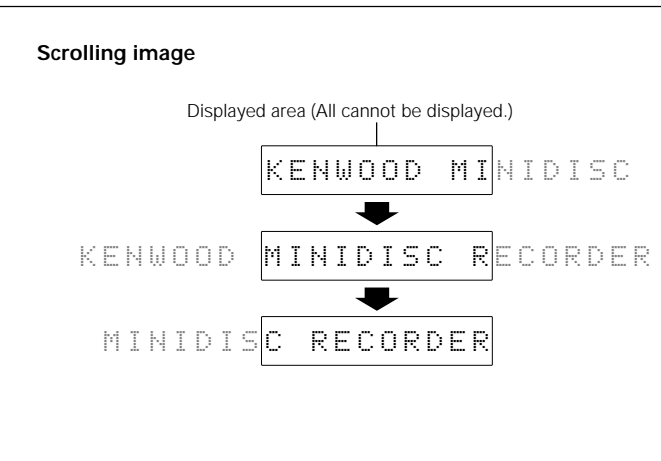 Scrolling image
Displayed area (All cannot be displayed.)
KENWOOD MINIDISC
KENWOOD MINIDISC RECORDER
MINIDISC RECORDER